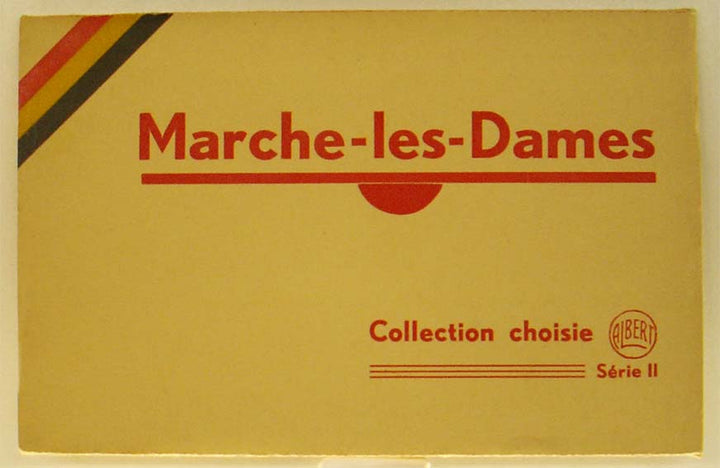 Marche-les-Dames
Collection choisie ALBERT
Série II